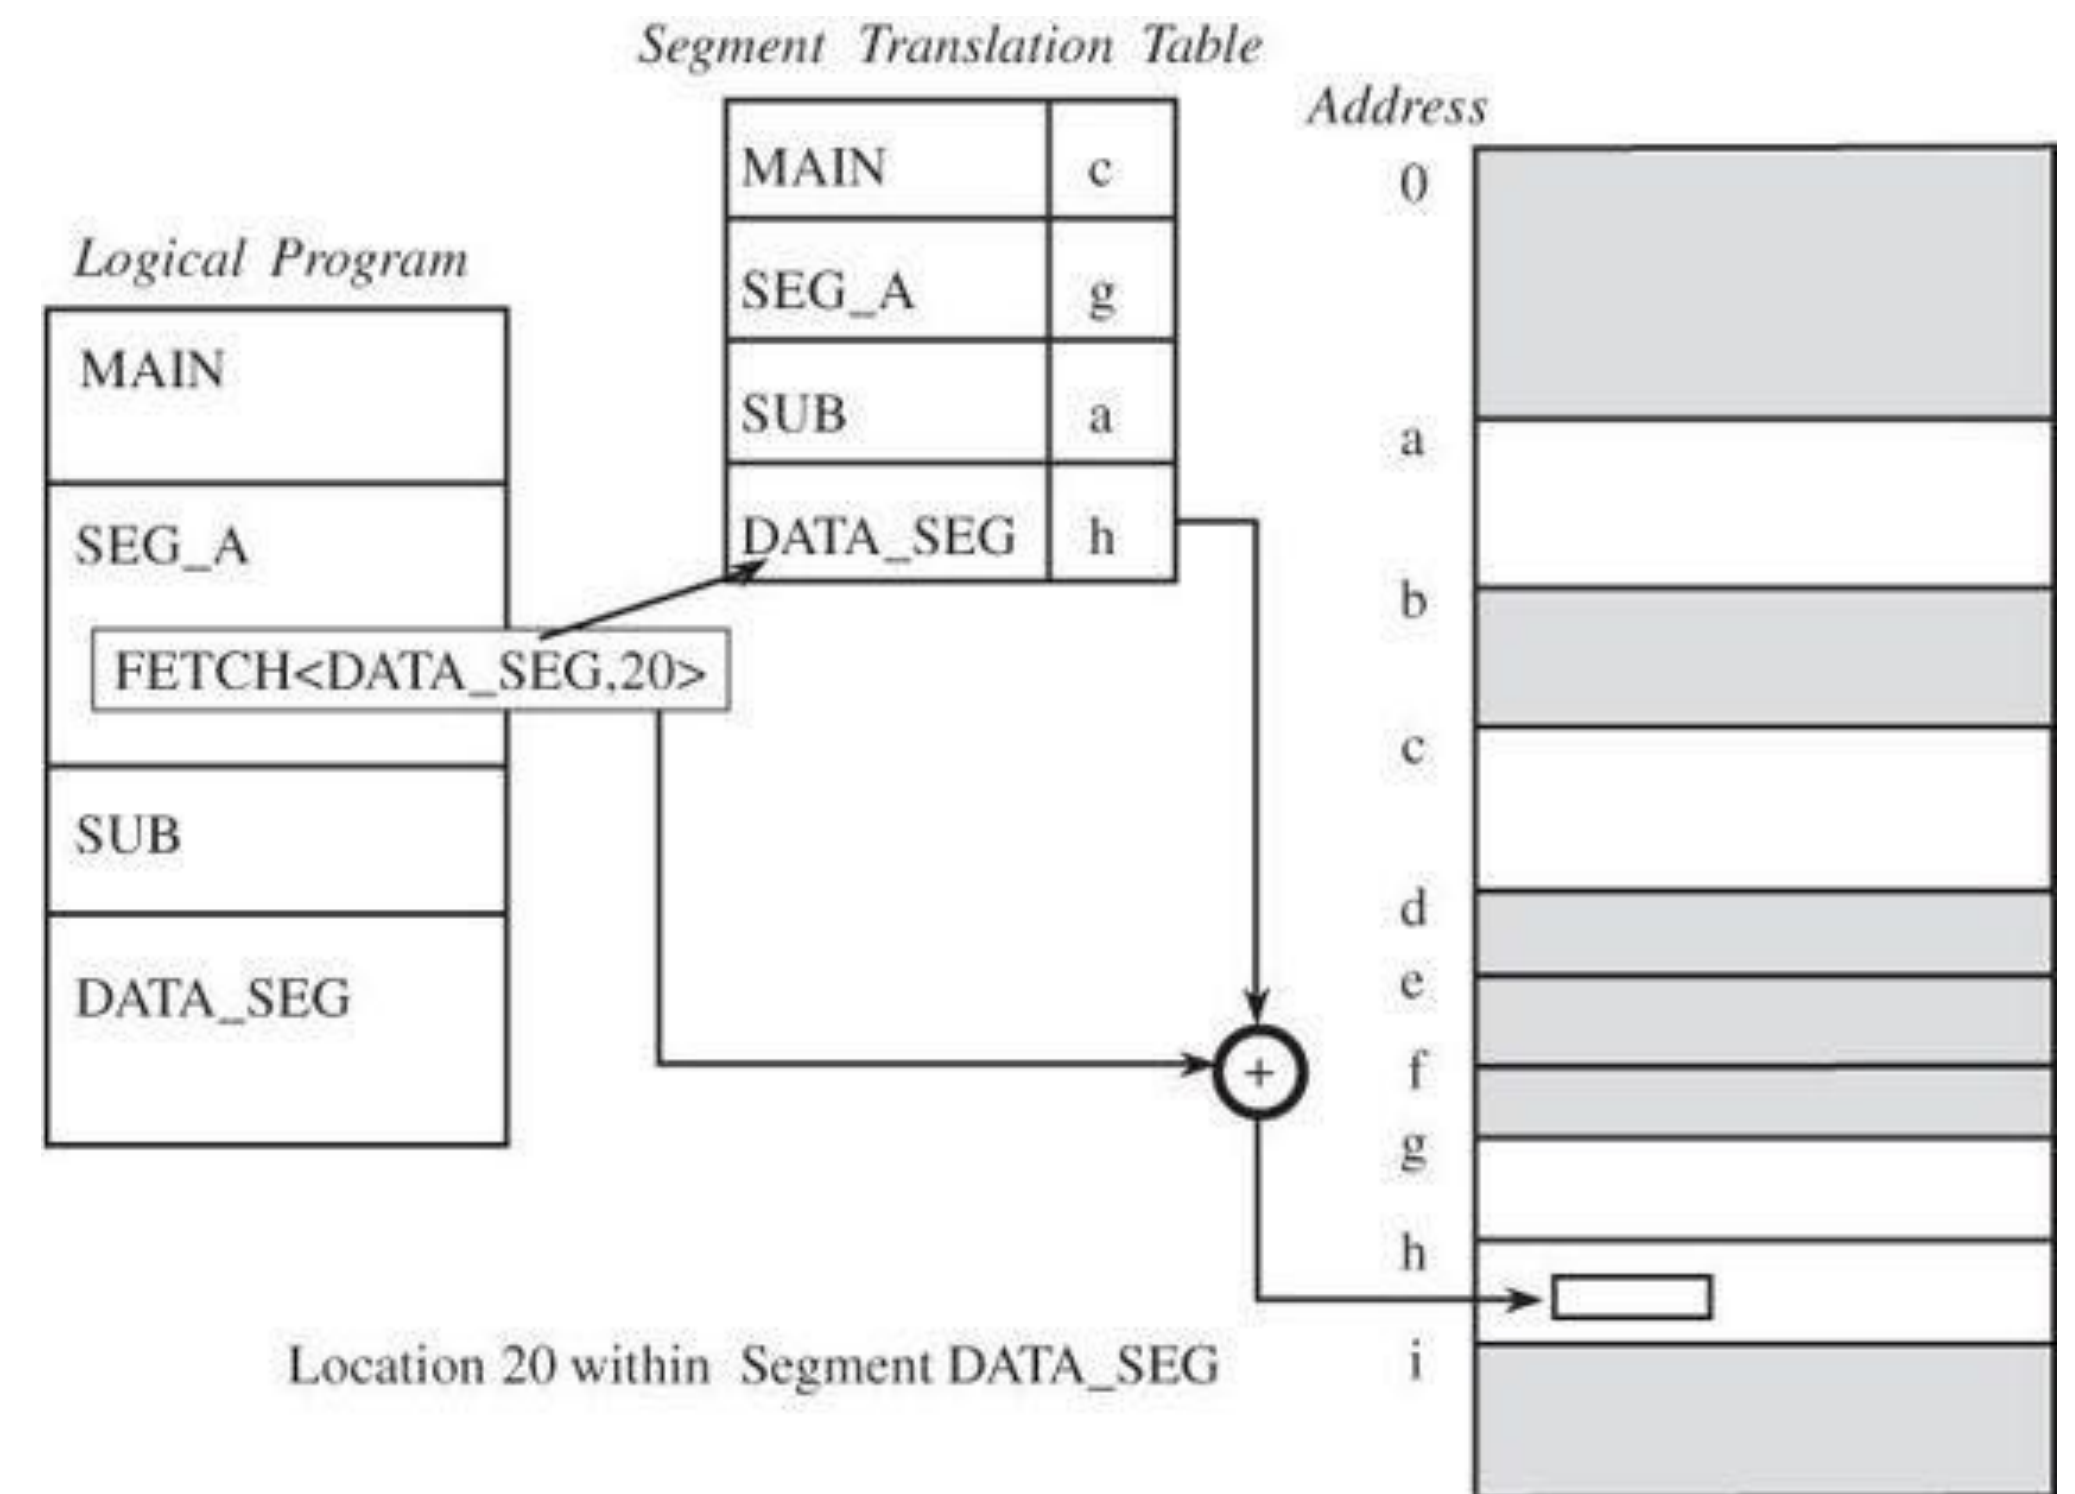 Segment Translation Table
MAIN c
SEG_A g
SUB a
DATA_SEG h
Logical Program
MAIN
SEG_A
FETCH<DATA_SEG,20>
SUB
DATA_SEG
+
Location 20 within Segment DATA_SEG
Address
0
a
b
c
d
e
f
g
h
i